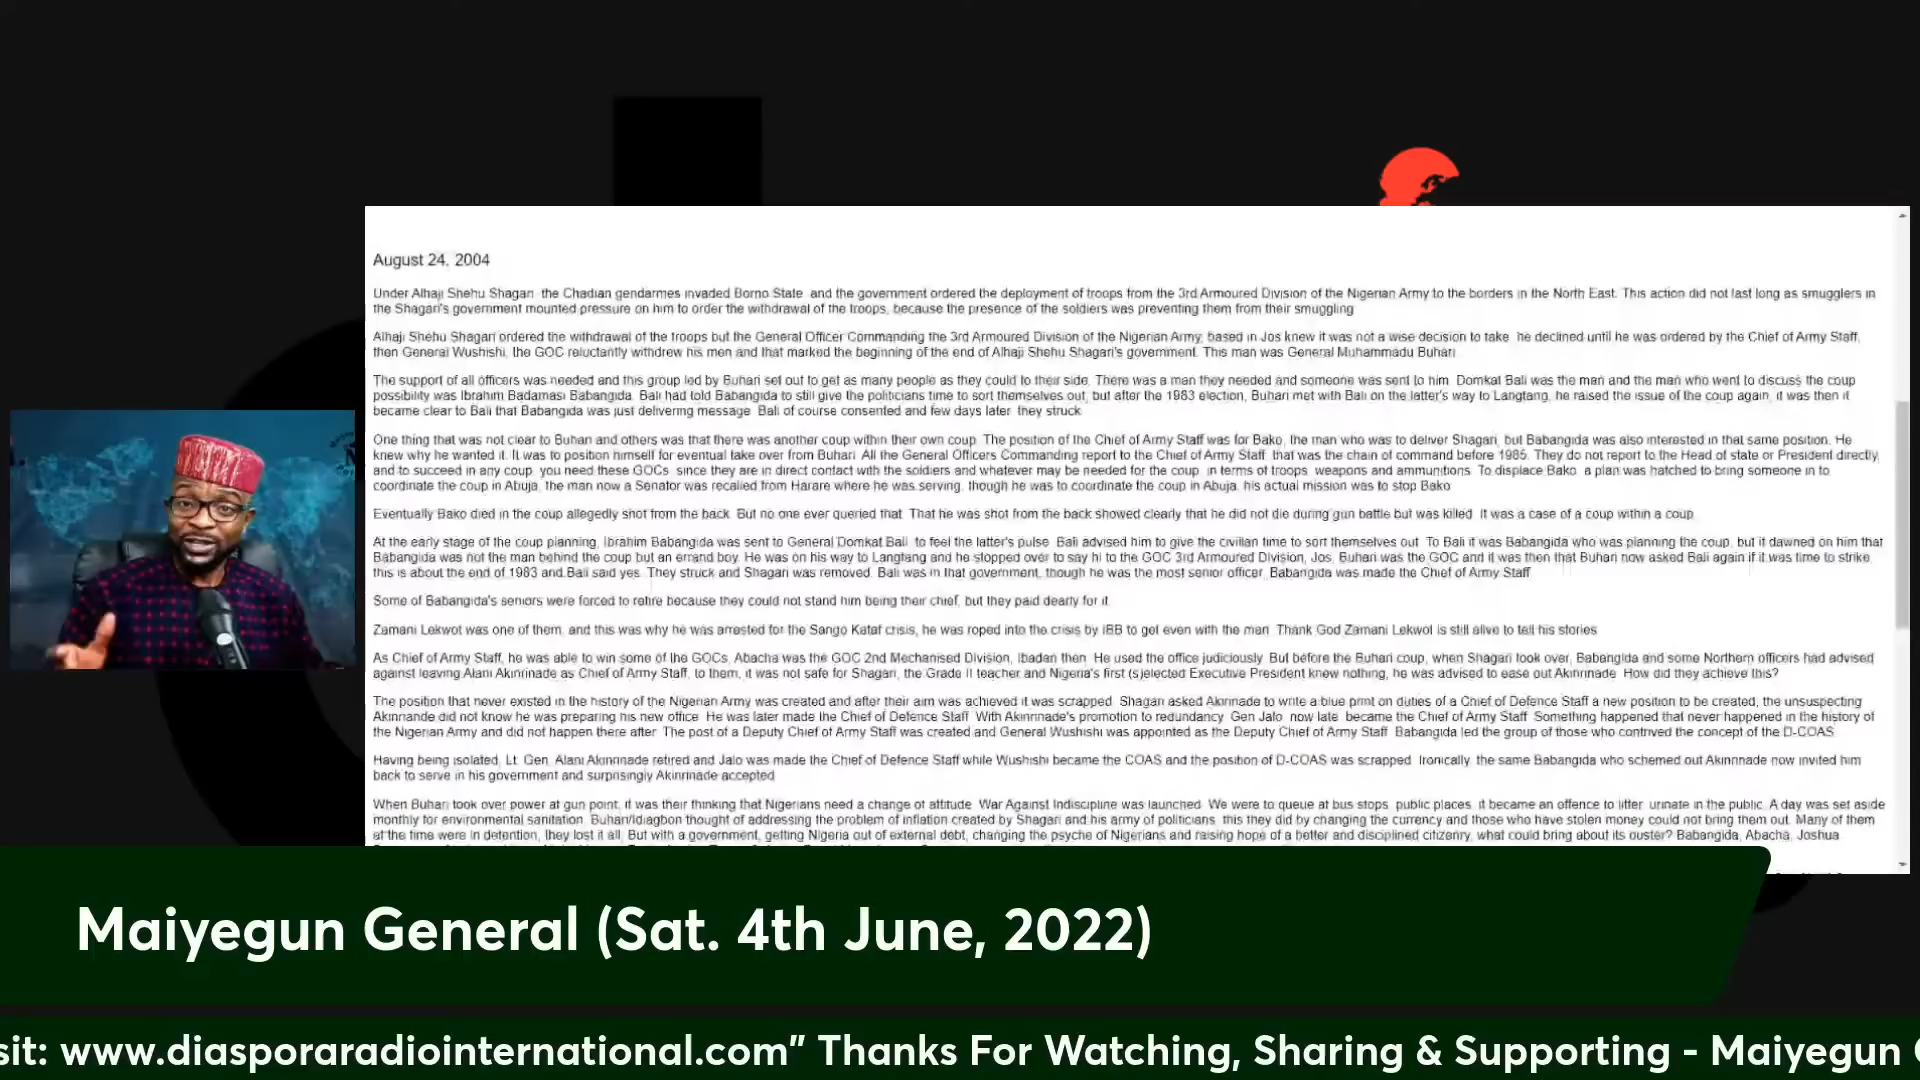 August 24, 2004
Under Alhaji Shehu Shagari the Chadian gendarmes invaded Borno State and the government ordered the deployment of troops from the 3rd Armoured Division of the Nigerian Army to the borders in the North East. This action did not last long as smugglers in
the Shagari's government mounted pressure on him to order the withdrawal of the troops, because the presence of the soldiers was preventing them from their smuggling
Alhaji Shehu Shagari ordered the withdrawal of the troops but the General Officer Commanding the 3rd Armoured Division of the Nigerian Army, based in Jos knew it was not a wise decision to take he declined until he was ordered by the Chief of Army Staff,
then General Wushishi, the GOC reluctantly withdrew his men and that marked the beginning of the end of Alhaji Shehu Shagari's government. This man was General Muhammadu Buhari
The support of all officers was needed and this group led by Buhari set out to get as many people as they could to their side. There was a man they needed and someone was sent to him Domkat Bali was the man and the man who went to discuss the coup
possibility was Ibrahim Badamasi Babangida. Bali had told Babangida to still give the politicians time to sort themselves out, but after the 1983 election, Buhari met with Bali on the latter's way to Langtang, he raised the issue of the coup again, it was then it
became clear to Bali that Babangida was just delivering message Bali of course consented and few days later they struck
One thing that was not clear to Buhari and others was that there was another coup within their own coup. The position of the Chief of Army Staff was for Bako, the man who was to deliver Shagari, but Babangida was also interested in that same position. He
knew why he wanted it. It was to position himself for eventual take over from Buhari All the General Officers Commanding report to the Chief of Army Staff that was the chain of command before 1985. They do not report to the Head of state or President directly,
and to succeed in any coup you need these GOCs since they are in direct contact with the soldiers and whatever may be needed for the coup in terms of troops weapons and ammunitions To displace Bako a plan was hatched to bring someone in to
coordinate the coup in Abuja, the man now a Senator was recalled from Harare where he was serving, though he was to coordinate the coup in Abuja, his actual mission was to stop Bako
Eventually Bako died in the coup allegedly shot from the back But no one ever queried that That he was shot from the back showed clearly that he did not die during gun battle but was killed It was a case of a coup within a coup
At the early stage of the coup planning, Ibrahim Babangida was sent to General Domkat Bali to feel the latter's pulse Bali advised him to give the civilian time to sort themselves out To Bali it was Babangida who was planning the coup, but it dawned on him that
Babangida was not the man behind the coup but an errand boy. He was on his way to Langtang and he stopped over to say hi to the GOC 3rd Armoured Division, Jos, Buhari was the GOC and it was then that Buhari now asked Bali again if it was time to strike
this is about the end of 1983 and Bali said yes. They struck and Shagari was removed. Bali was in that government, though he was the most senior officer, Babangida was made the Chief of Army Staff
Some of Babangida's seniors were forced to retire because they could not stand him being their chief, but they paid dearly for it
Zamani Lekwot was one of them, and this was why he was arrested for the Sango Kataf crisis, he was roped into the crisis by IBB to get even with the man Thank God Zamani Lekwot is still alive to tell his stories
As Chief of Army Staff, he was able to win some of the GOCs, Abacha was the GOC 2nd Mechanised Division, Ibadan then He used the office judiciously But before the Buhari coup, when Shagari took over, Babangida and some Northern officers had advised
against leaving Alani Akinrinade as Chief of Army Staff, to them, it was not safe for Shagari, the Grade II teacher and Nigeria's first (s)elected Executive President knew nothing, he was advised to ease out Akinrinade How did they achieve this?
The position that never existed in the history of the Nigerian Army was created and after their aim was achieved it was scrapped Shagari asked Akinnade to write a blue print on duties of a Chief of Defence Staff a new position to be created, the unsuspecting
Akinnande did not know he was preparing his new office He was later made the Chief of Defence Staff With Akinrinade's promotion to redundancy Gen Jalo now late became the Chief of Army Staff Something happened that never happened in the history of
the Nigerian Army and did not happen there after The post of a Deputy Chief of Army Staff was created and General Wushishi was appointed as the Deputy Chief of Army Staff Babangida led the group of those who contrived the concept of the D-COAS
Having being isolated, Lt Gen Alani Akinrinade retired and Jalo was made the Chief of Defence Staff while Wushishi became the COAS and the position of D-COAS was scrapped Ironically the same Babangida who schemed out Akinrinade now invited him
back to serve in his government and surprisingly Akinrinade accepted
When Buhari took over power at gun point, it was their thinking that Nigerians need a change of attitude War Against Indiscipline was launched We were to queue at bus stops public places it became an offence to litter urinate in the public A day was set aside
monthly for environmental sanitation. Buhari/Idiagbon thought of addressing the problem of inflation created by Shagari and his army of politicians this they did by changing the currency and those who have stolen money could not bring them out. Many of them
at the time were in detention, they lost it all. But with a government, getting Nigeria out of external debt, changing the psyche of Nigerians and raising hope of a better and disciplined citizenry, what could bring about its ouster? Babangida, Abacha, Joshua
Maiyegun General (Sat. 4th June, 2022)
sit: www.diasporaradiointernational.com” Thanks For Watching, Sharing & Supporting - Maiyegun